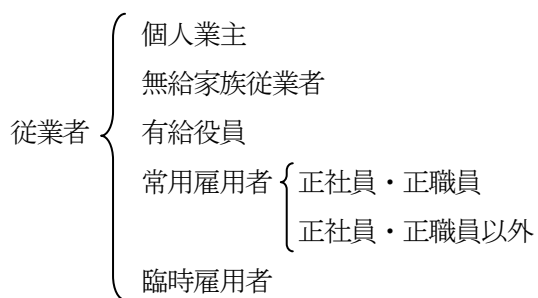 個人業主
無給家族従業者
従業者
有給役員
常用雇用者
正社員・正職員
正社員・正職員以外
臨時雇用者